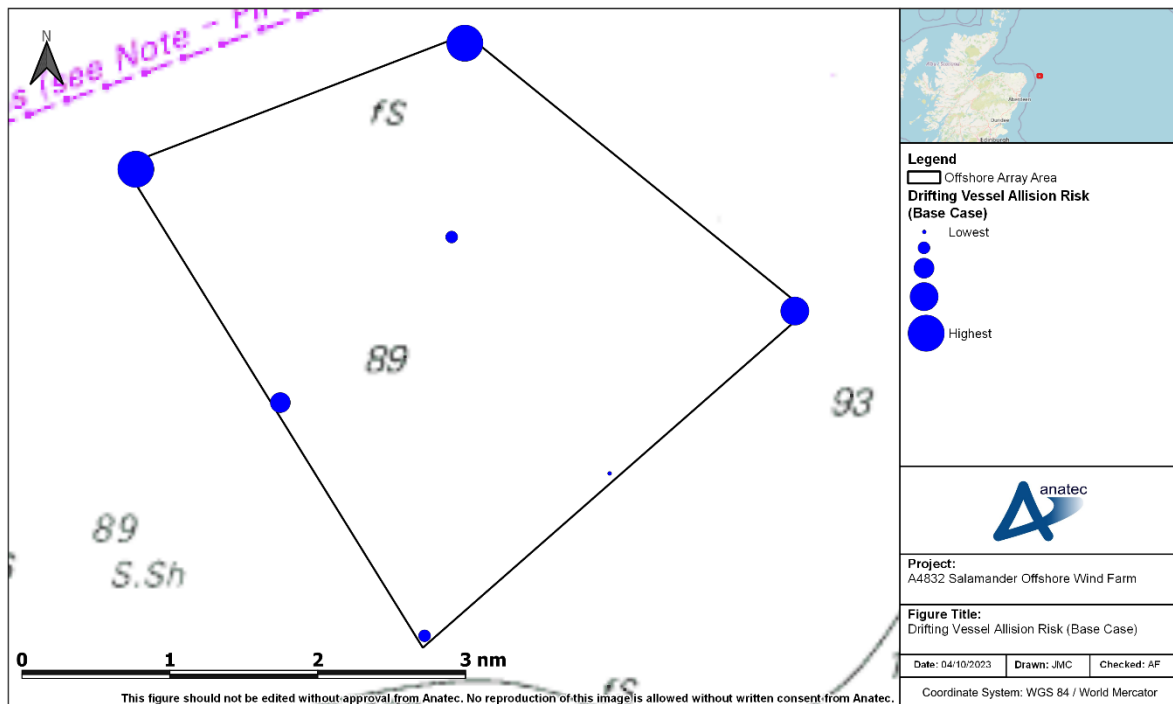 s (see Note - Pi
N
fS
89
93
89
S.Sh
0 1 2 3 nm
fS
This figure should not be edited without approval from Anatec. No reproduction of this image is allowed without written consent from Anatec.
Aberdeen
Dundee
Edinburgh
Legend
Offshore Array Area
Drifting Vessel Allision Risk
(Base Case)
Lowest
Highest
anatec
Project:
A4832 Salamander Offshore Wind Farm
Figure Title:
Drifting Vessel Allision Risk (Base Case)
Date: 04/10/2023 Drawn: JMC Checked: AF
Coordinate System: WGS 84 / World Mercator